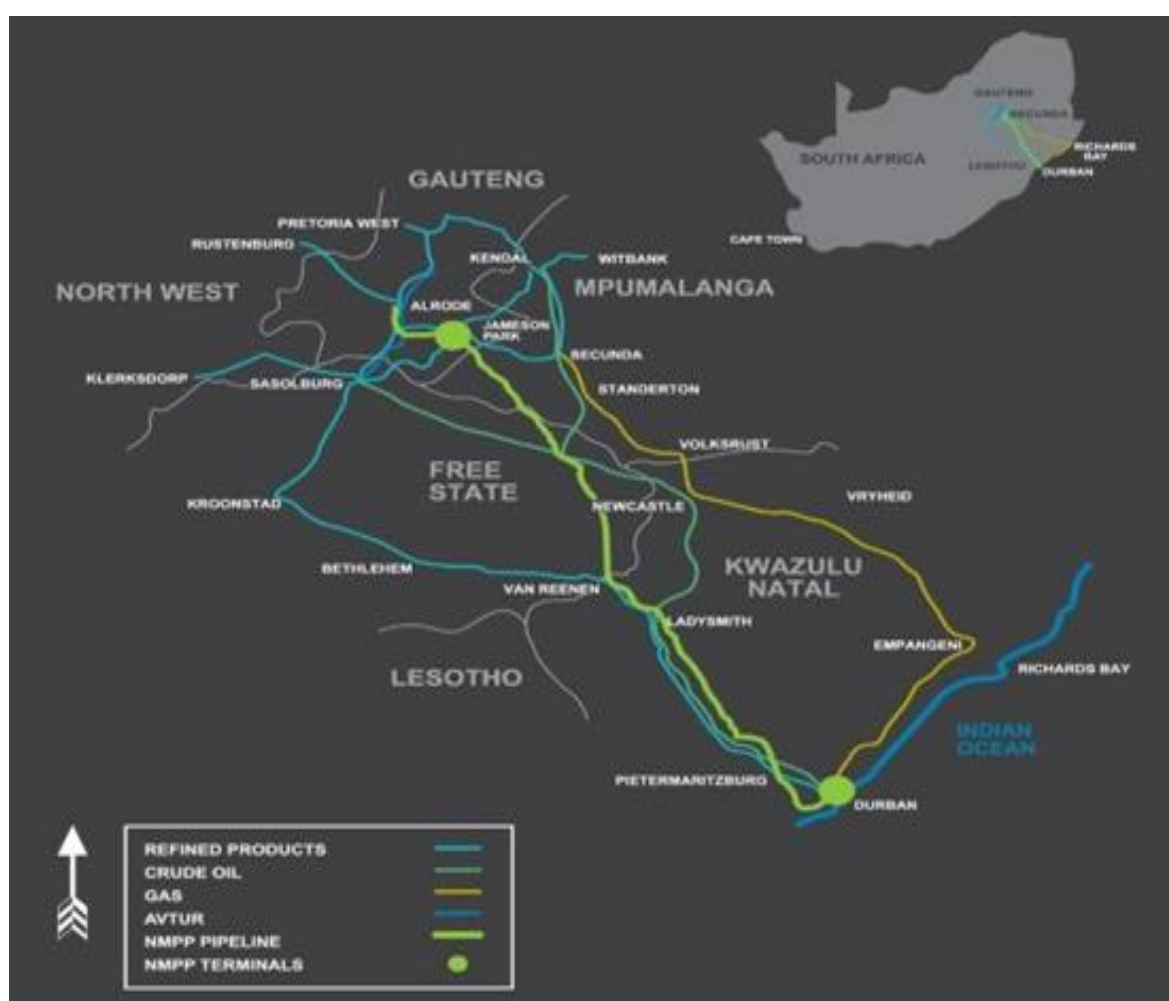 GAUTENG
SECUNDA
SOUTH AFRICA
RICHARDS
BAY
LESOTHO
DURBAN
CAPE TOWN
GAUTENG
PRETORIA WEST
RUSTENBURG
KENDAL
WITBANK
NORTH WEST
MPUMALANGA
ALRODE
JAMESON
PARK
SECUNDA
KLERKSDORP
SASOLBURG
STANDERTON
VOLKSRUST
FREE
STATE
VRYHEID
KROONSTAD
NEWCASTLE
BETHLEHEM
KWAZULU
NATAL
VAN REENEN
LADYSMITH
EMPANGENI
LESOTHO
RICHARDS BAY
INDIAN
OCEAN
PIETERMARITZBURG
DURBAN
REFINED PRODUCTS
CRUDE OIL
GAS
AVTUR
NMPP PIPELINE
NMPP TERMINALS